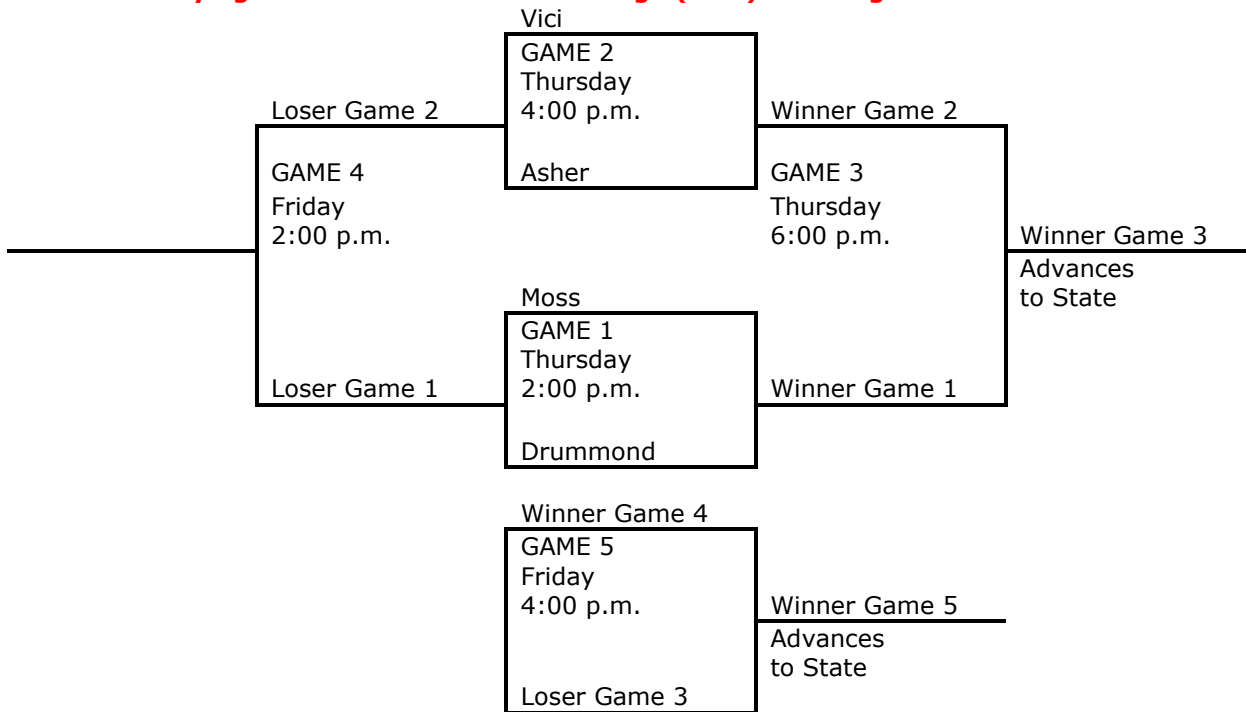 Vici
GAME 2
Thursday
4:00 p.m.
Loser Game 2
Winner Game 2
GAME 4
Asher
GAME 3
Friday
Thursday
2:00 p.m.
6:00 p.m.
Winner Game 3
Advances
to State
Moss
GAME 1
Thursday
Loser Game 1
2:00 p.m.
Winner Game 1
Drummond
Winner Game 4
GAME 5
Friday
4:00 p.m.
Winner Game 5
Advances
to State
Loser Game 3